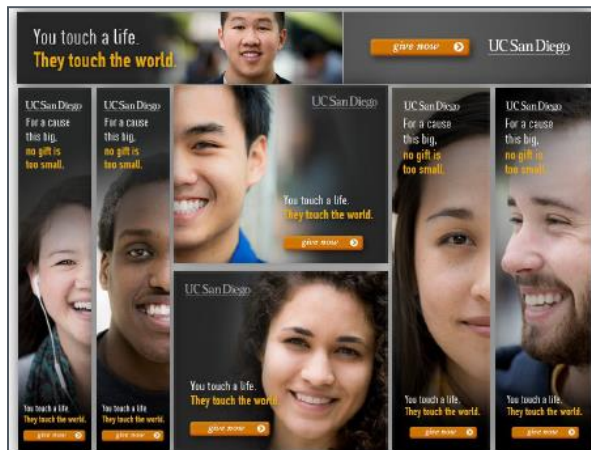 You touch a life.
They touch the world.
give now
UC San Diego
UC San Diego
For a cause
this big,
no gift is
too small.
You touch a life.
They touch the world.
give now
UC San Diego
For a cause
this big,
no gift is
too small.
You touch a life.
They touch the world.
give now
UC San Diego
You touch a life.
They touch the world.
give now
UC San Diego
You touch a life.
They touch the world.
give now
UC San Diego
For a cause
this big,
no gift is
too small.
You touch a life.
They touch the world.
give now
UC San Diego
For a cause
this big,
no gift is
too small.
You touch a life.
They touch the world.
give now